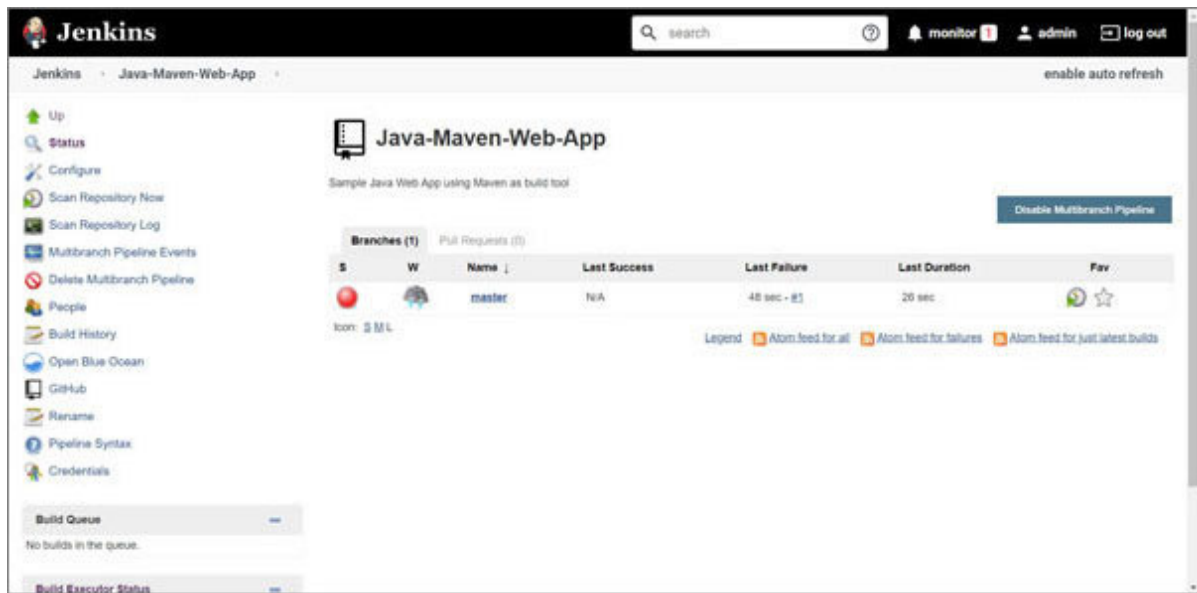 Jenkins
search
monitor 1
admin
log out
Jenkins
Java-Maven-Web-App
enable auto refresh
Up
Status
Configure
Scan Repository Now
Scan Repository Log
Multibranch Pipeline Events
Delete Multibranch Pipeline
People
Build History
Open Blue Ocean
GitHub
Rename
Pipeline Syntax
Credentials
Build Queue
No builds in the queue.
Build Executor Status
Java-Maven-Web-App
Sample Java Web App using Maven as build tool
Disable Multibranch Pipeline
Branches (1) Pull Requests (0)
S W Name ↓ Last Success Last Failure Last Duration Fav
master N/A 48 sec - #1 26 sec
Icon: S M L
Legend Atom feed for all Atom feed for failures Atom feed for just latest builds